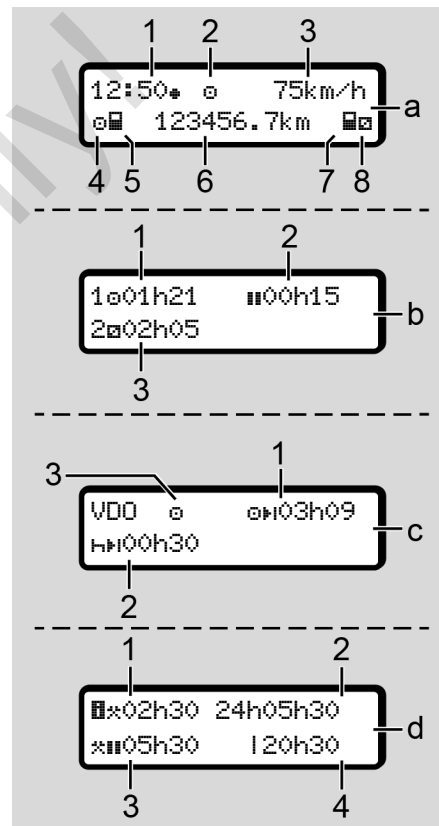 1 2 3
12:50● ⊙ 75km/h
a
⊙ 123456.7km
4 5 6 7 8
1 2
1⊙01h21 00h15
b
2⧄02h05
3
1
3
VDO ⊙ ⊙03h09
c
00h30
2
1 2
02h30 24h05h30
d
05h30 120h30
3 4